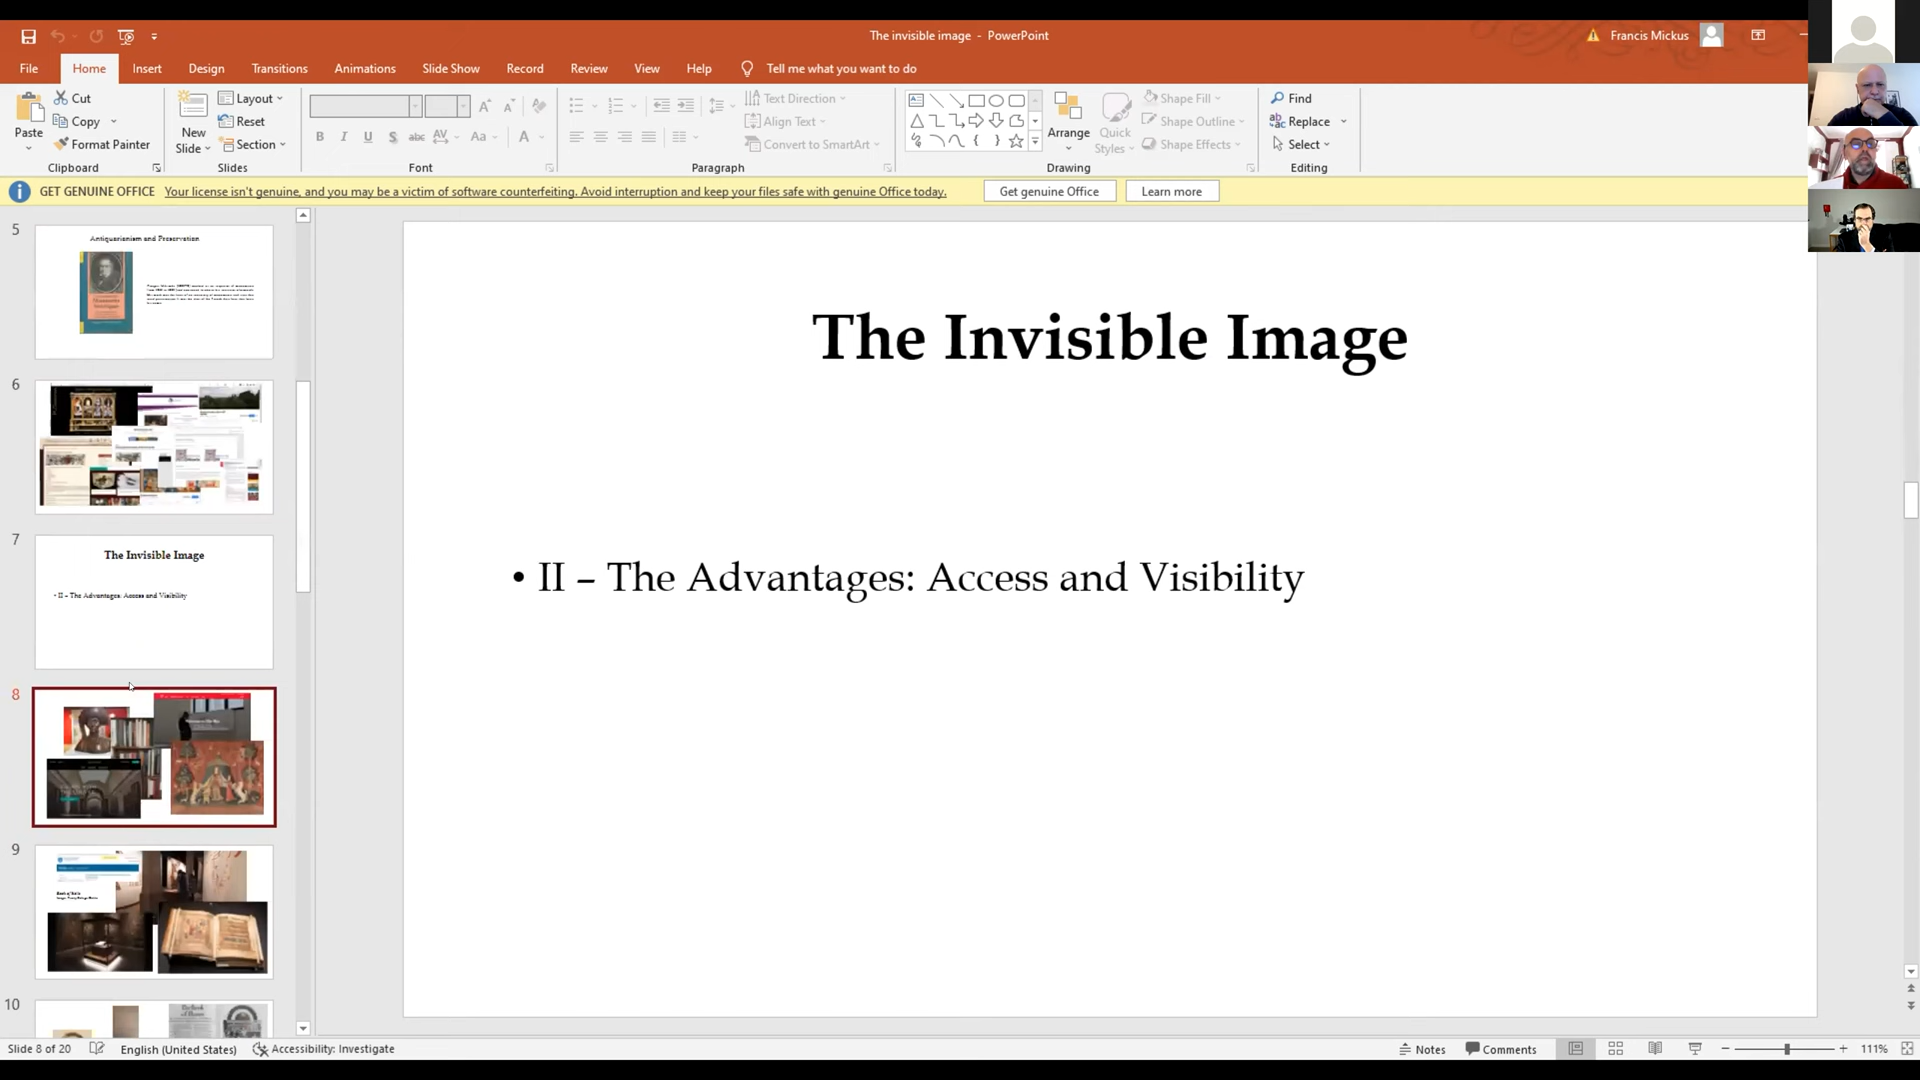 The invisible image - PowerPoint
Francis Mickus
File Home Insert Design Transitions Animations Slide Show Record Review View Help Tell me what you want to do
Paste
Cut
Copy
Format Painter
Clipboard
New Slide
Layout
Reset
Section
Slides
Font
Text Direction
Align Text
Convert to SmartArt
Paragraph
Arrange
Quick Styles
Shape Fill
Shape Outline
Shape Effects
Drawing
Find
Replace
Select
Editing
GET GENUINE OFFICE Your license isn't genuine, and you may be a victim of software counterfeiting. Avoid interruption and keep your files safe with genuine Office today. Get genuine Office Learn more
5
Antiquarianism and Preservation
6
7
The Invisible Image
• II – The Advantages: Access and Visibility
8
9
10
The Invisible Image
• II – The Advantages: Access and Visibility
Slide 8 of 20 English (United States) Accessibility: Investigate Notes Comments 111%